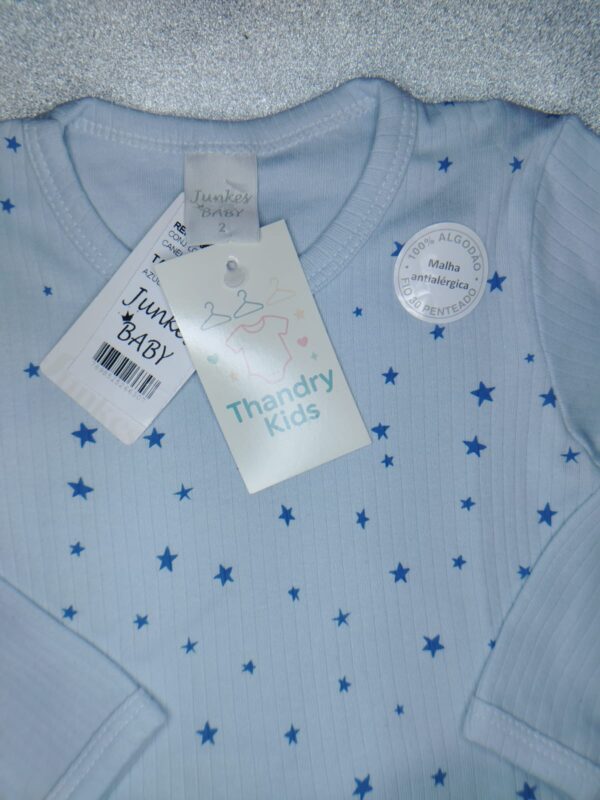 Junkes
BABY
2
Junkes
BABY
Thandry
Kids
100% ALGODÃO
Malha
antialérgica
FIO 30 PENTEADO